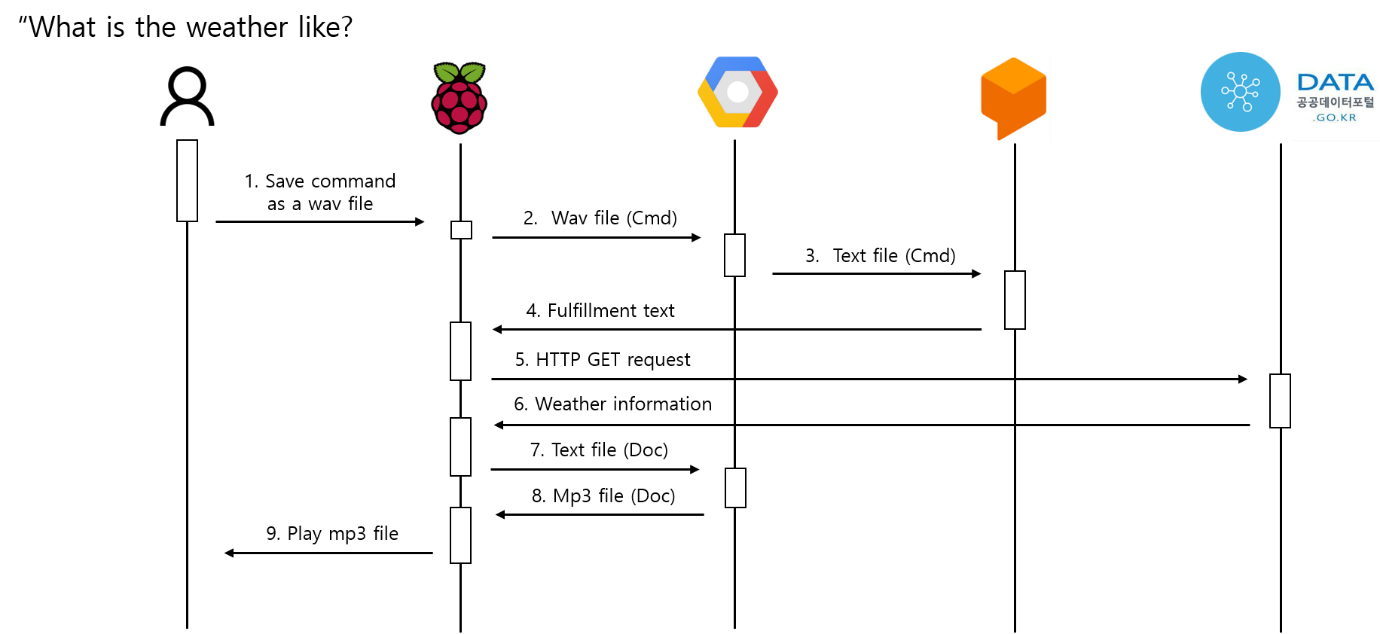 “What is the weather like?
DATA
공공데이터포털
.GO.KR
1. Save command
as a wav file
2. Wav file (Cmd)
3. Text file (Cmd)
4. Fulfillment text
5. HTTP GET request
6. Weather information
7. Text file (Doc)
8. Mp3 file (Doc)
9. Play mp3 file